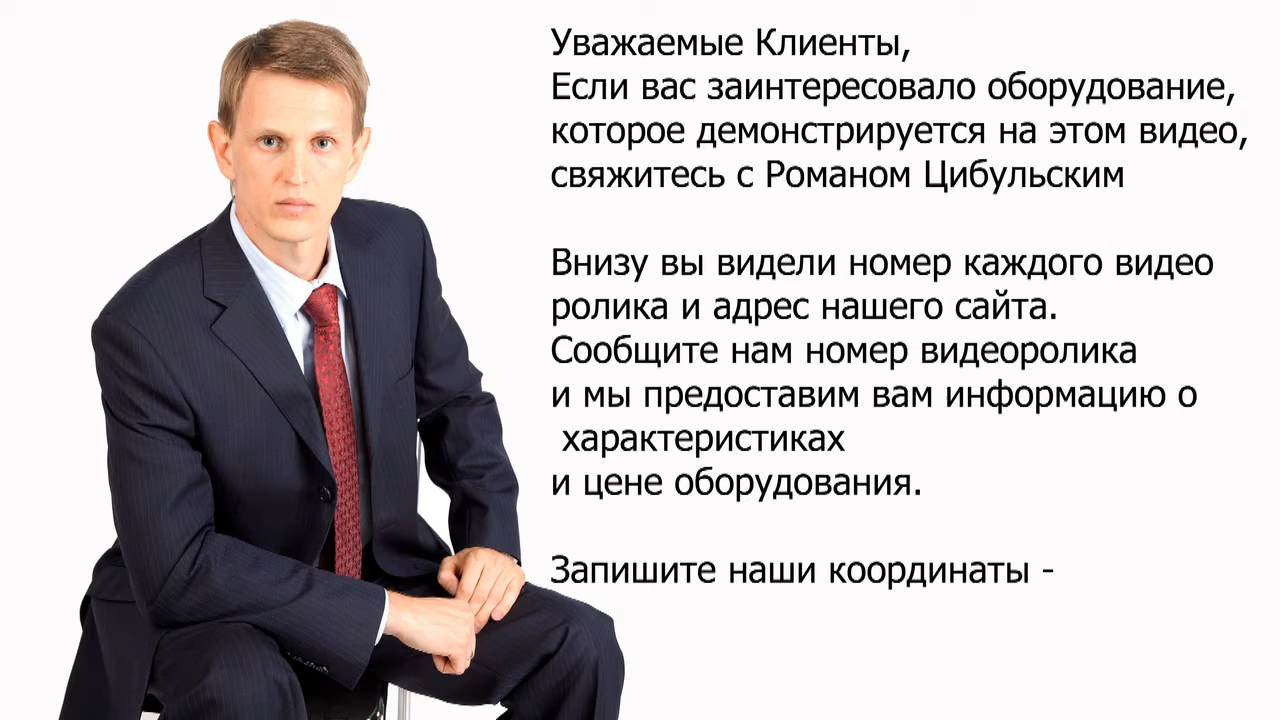 Уважаемые Клиенты,
Если вас заинтересовало оборудование,
которое демонстрируется на этом видео,
свяжитесь с Романом Цибульским
Внизу вы видели номер каждого видео
ролика и адрес нашего сайта.
Сообщите нам номер видеоролика
и мы предоставим вам информацию о
характеристиках
и цене оборудования.
Запишите наши координаты -